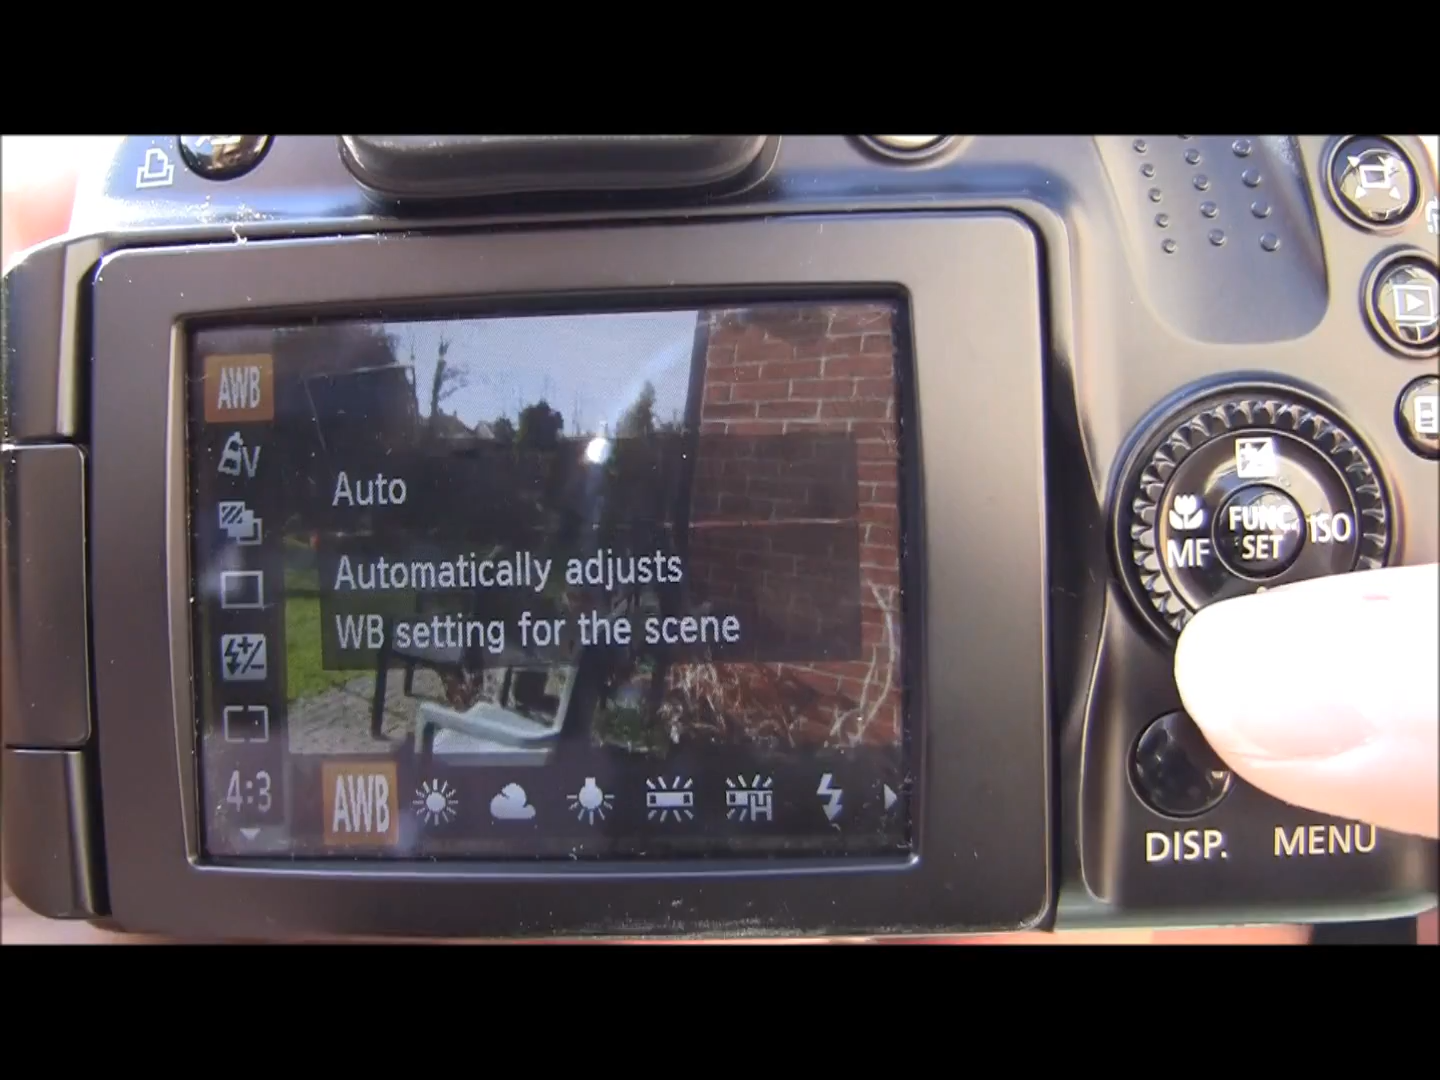 AWB
V
Auto
Automatically adjusts
WB setting for the scene
4:3
AWB
H
MF
FUNC.
SET
ISO
DISP.
MENU